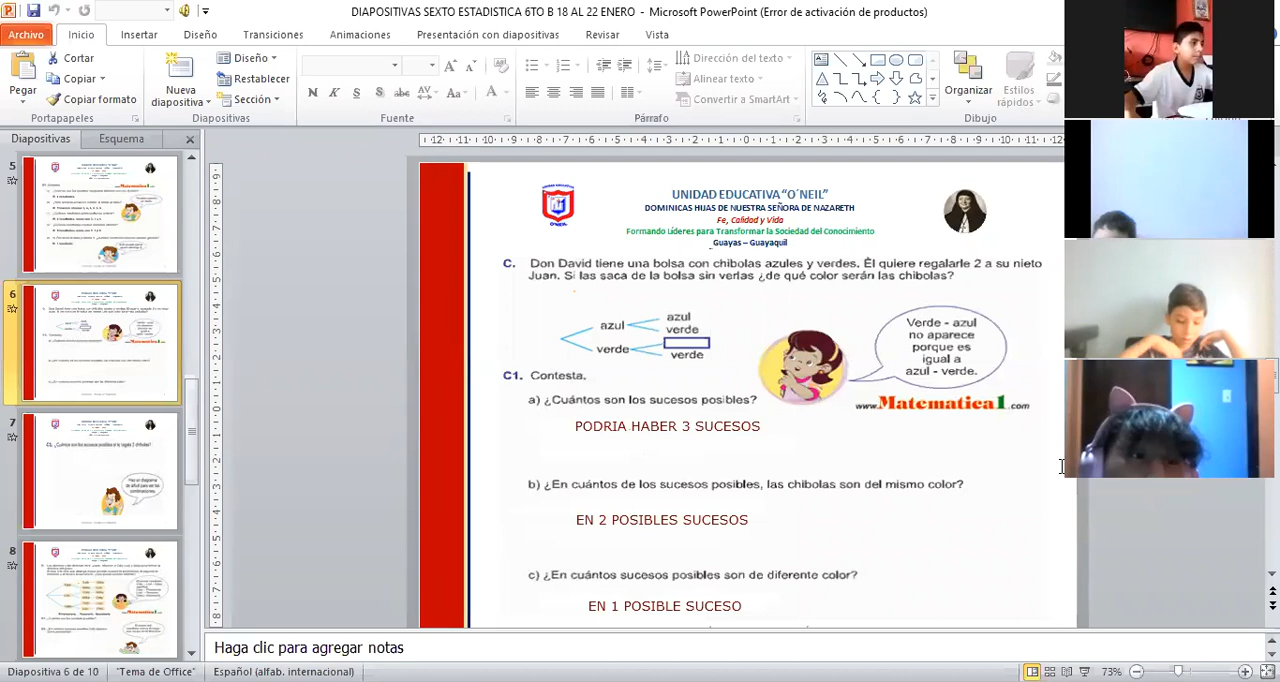 DIAPOSITIVAS SEXTO ESTADISTICA 6TO B 18 AL 22 ENERO - Microsoft PowerPoint (Error de activación de productos)
Archivo Inicio Insertar Diseño Transiciones Animaciones Presentación con diapositivas Revisar Vista
Cortar
Copiar
Copiar formato
Pegar
Portapapeles
Nueva
diapositiva
Diseño
Restablecer
Sección
Diapositivas
Fuente
Dirección del texto
Alinear texto
Convertir a SmartArt
Párrafo
Organizar
Estilos
rápidos
Dibujo
Diapositivas Esquema
5
6
7
8
UNIDAD EDUCATIVA "O´NEIL"
DOMINICAS HIJAS DE NUESTRA SEÑORA DE NAZARETH
Fe, Calidad y Vida
Formando Líderes para Transformar la Sociedad del Conocimiento
Guayas – Guayaquil
C. Don David tiene una bolsa con chibolas azules y verdes. Él quiere regalarle 2 a su nieto
Juan. Si las saca de la bolsa sin verlas ¿de qué color serán las chibolas?
azul
azul
verde
verde
verde
Verde - azul
no aparece
porque es
igual a
azul - verde.
www.Matematica1.com
C1. Contesta.
a) ¿Cuántos son los sucesos posibles?
PODRIA HABER 3 SUCESOS
b) ¿En cuántos de los sucesos posibles, las chibolas son del mismo color?
EN 2 POSIBLES SUCESOS
c) ¿En cuántos sucesos posibles son de diferente color?
EN 1 POSIBLE SUCESO
Haga clic para agregar notas
Diapositiva 6 de 10 "Tema de Office" Español (alfab. internacional) 73%